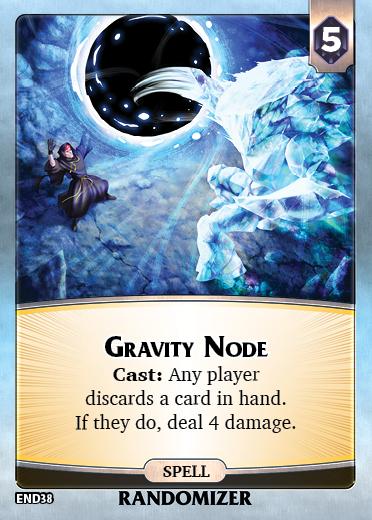 5
Gravity Node
Cast: Any player
discards a card in hand.
If they do, deal 4 damage.
SPELL
END38
RANDOMIZER